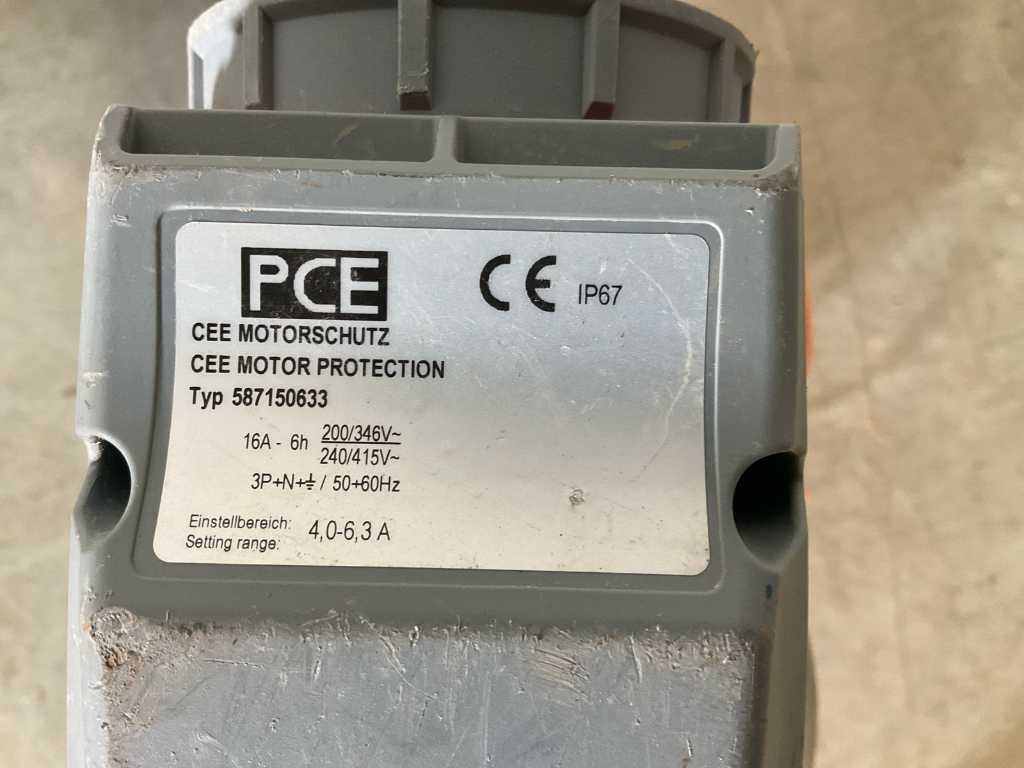 PCE
CE IP67
CEE MOTORSCHUTZ
CEE MOTOR PROTECTION
Typ 587150633
16A - 6h 200/346V~
240/415V~
3P+N+⏚ / 50+60Hz
Einstellbereich: 4,0-6,3 A
Setting range: